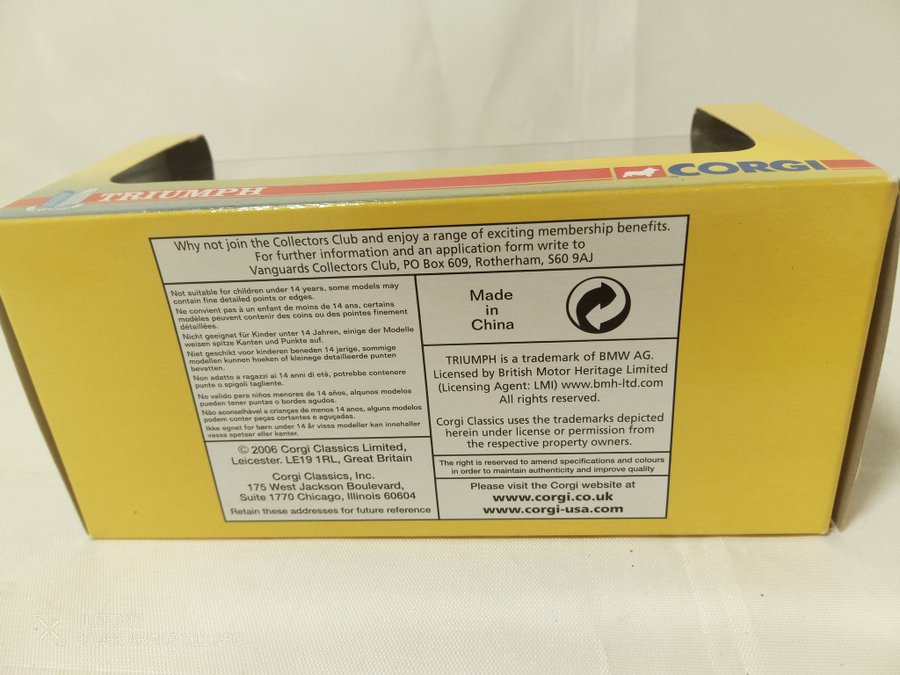 TRIUMPH
CORGI
Why not join the Collectors Club and enjoy a range of exciting membership benefits.
For further information and an application form write to
Vanguards Collectors Club, PO Box 609, Rotherham, S60 9AJ
Not suitable for children under 14 years, some models may
contain fine detailed points or edges.
Ne convient pas à un enfant de moins de 14 ans, certains
modèles peuvent contenir des coins ou des pointes finement
détaillées.
Nicht geeignet für Kinder unter 14 Jahren, einige der Modelle
weisen spitze Kanten und Punkte auf.
Niet geschikt voor kinderen beneden 14 jarige, sommige
modellen kunnen hoeken of kleinege detailleerde punten
bevatten.
Non adatto a ragazzi ai 14 anni di età, potrebbe contenere
punte o spigoli tagliente.
No valido para niños menores de 14 años, alqunos modelos
pueden tener puntas o bordes agudos.
Não aconselhável a crianças de menos 14 anos, alguns modelos
podem conter peças cortantes o aguçadas.
Ikke egnet for børn under 14 år vissa modeller kan innehaller
vassa spetsar eller kanter.
© 2006 Corgi Classics Limited,
Leicester. LE19 1RL, Great Britain
Corgi Classics, Inc.
175 West Jackson Boulevard,
Suite 1770 Chicago, Illinois 60604
Retain these addresses for future reference
Made
in
China
TRIUMPH is a trademark of BMW AG.
Licensed by British Motor Heritage Limited
(Licensing Agent: LMI) www.bmh-ltd.com
All rights reserved.
Corgi Classics uses the trademarks depicted
herein under license or permission from
the respective property owners.
The right is reserved to amend specifications and colours
in order to maintain authenticity and improve quality
Please visit the Corgi website at
www.corgi.co.uk
www.corgi-usa.com
ULEFONE
POWER ARMOR X11 PRO